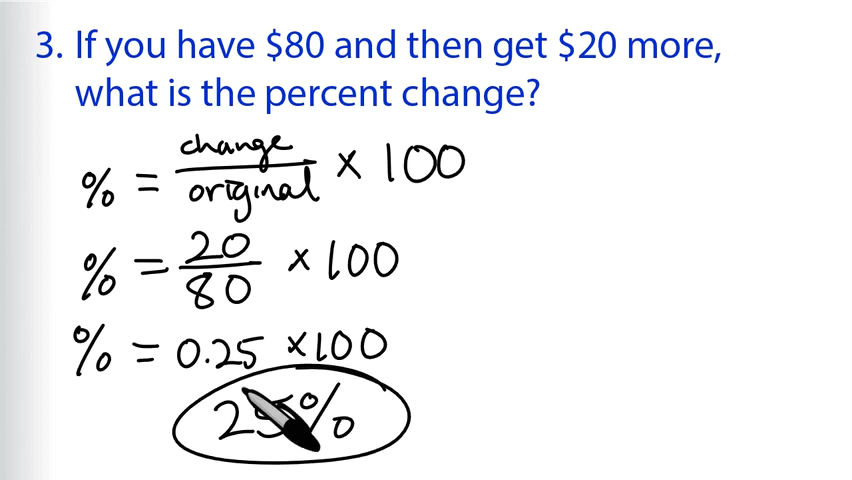 3. If you have $80 and then get $20 more,
what is the percent change?
% = change/original × 100
% = 20/80 × 100
% = 0.25 × 100
25%